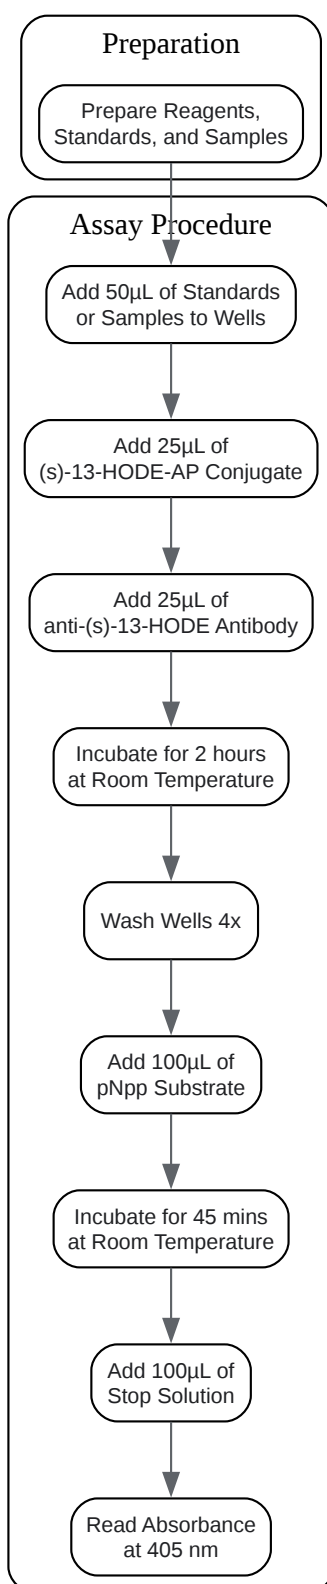 Preparation
Prepare Reagents,
Standards, and Samples
Assay Procedure
Add 50µL of Standards
or Samples to Wells
Add 25µL of
(s)-13-HODE-AP Conjugate
Add 25µL of
anti-(s)-13-HODE Antibody
Incubate for 2 hours
at Room Temperature
Wash Wells 4x
Add 100µL of
pNpp Substrate
Incubate for 45 mins
at Room Temperature
Add 100µL of
Stop Solution
Read Absorbance
at 405 nm